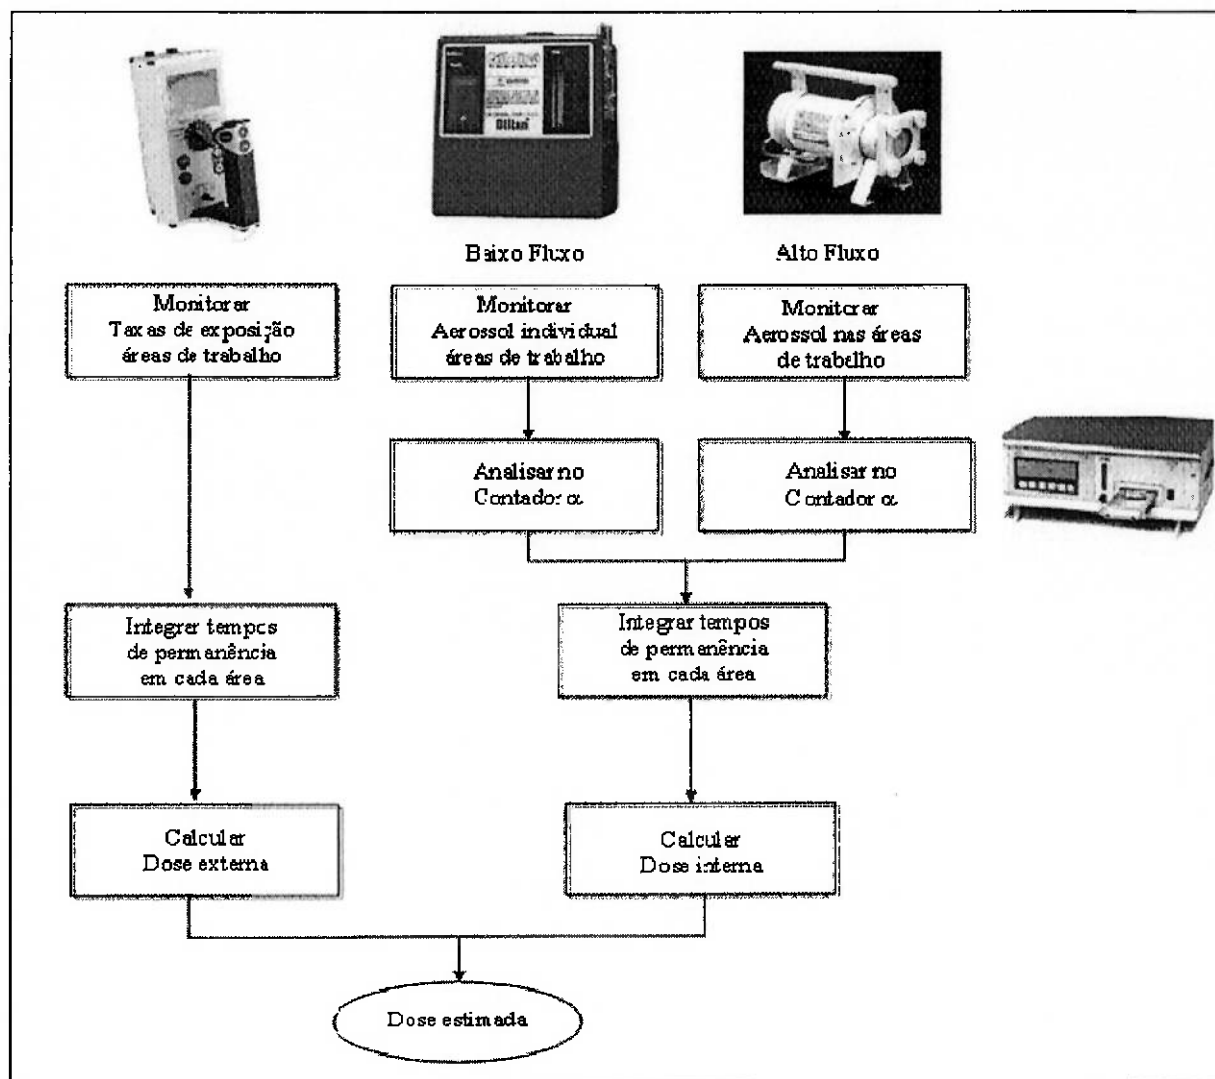 Gilian
Baixo Fluxo
Alto Fluxo
Monitorar
Taxas de exposição
áreas de trabalho
Monitorar
Aerossol individual
áreas de trabalho
Monitorar
Aerossol nas áreas
de trabalho
Analisar no
Contador α
Analisar no
Contador α
Integrar tempos
de permanência
em cada área
Integrar tempos
de permanência
em cada área
Calcular
Dose externa
Calcular
Dose interna
Dose estimada